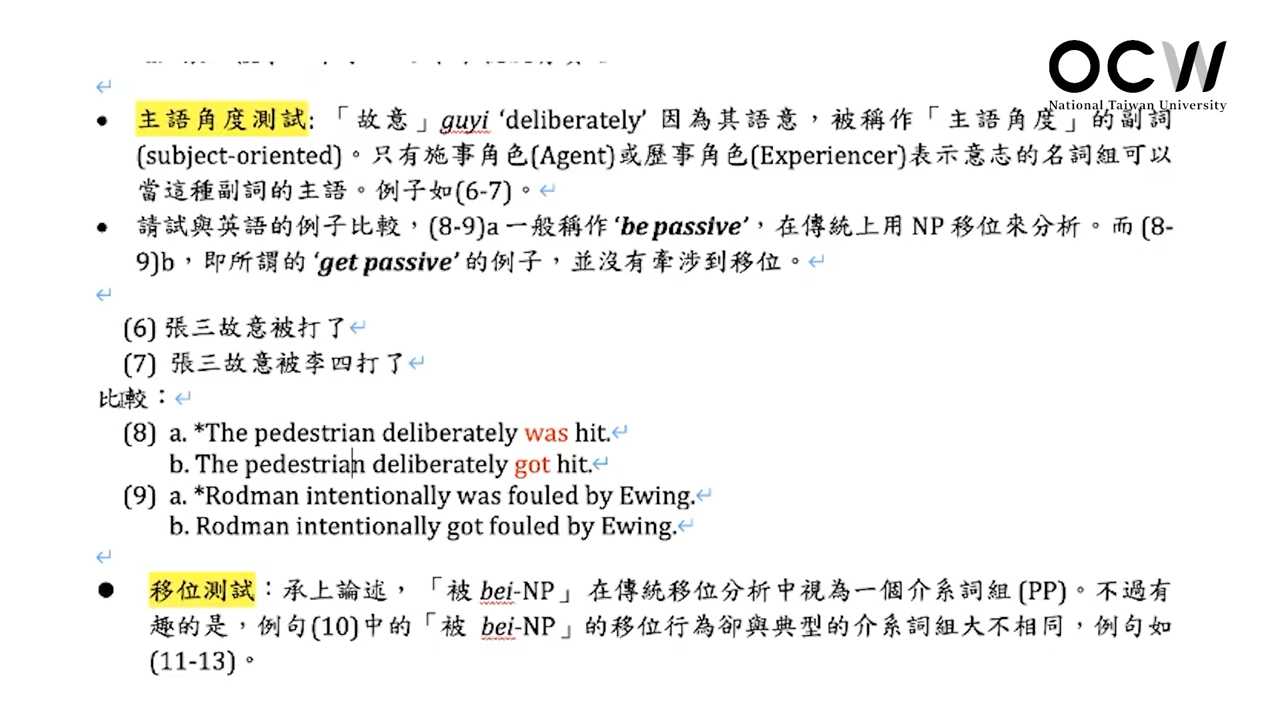 OCW
National Taiwan University
• 主語角度測試: 「故意」guyi ‘deliberately’ 因為其語意，被稱作「主語角度」的副詞
(subject-oriented)。只有施事角色(Agent)或歷事角色(Experiencer)表示意志的名詞組可以
當這種副詞的主語。例子如(6-7)。
• 請試與英語的例子比較，(8-9)a 一般稱作 ‘be passive’，在傳統上用 NP 移位來分析。而 (8-
9)b，即所謂的 ‘get passive’ 的例子，並沒有牽涉到移位。
(6) 張三故意被打了
(7) 張三故意被李四打了
比較：
(8) a. *The pedestrian deliberately was hit.
b. The pedestrian deliberately got hit.
(9) a. *Rodman intentionally was fouled by Ewing.
b. Rodman intentionally got fouled by Ewing.
● 移位測試：承上論述，「被 bei-NP」在傳統移位分析中視為一個介系詞組 (PP)。不過有
趣的是，例句(10)中的「被 bei-NP」的移位行為卻與典型的介系詞組大不相同，例句如
(11-13)。